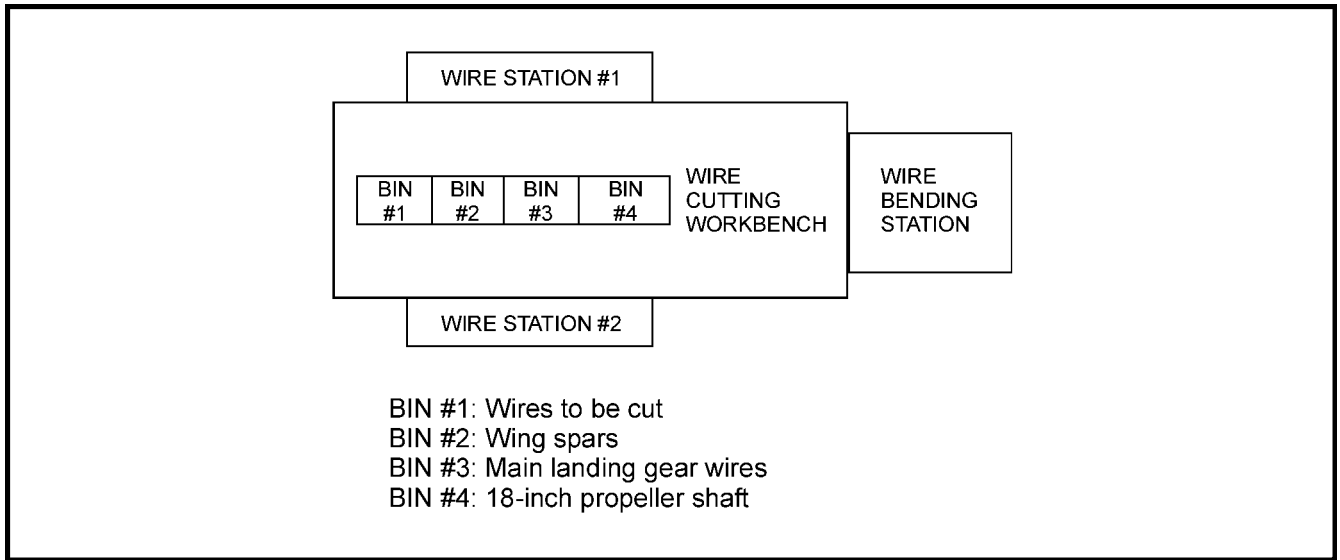 WIRE STATION #1
BIN #1
BIN #2
BIN #3
BIN #4
WIRE
CUTTING
WORKBENCH
WIRE
BENDING
STATION
WIRE STATION #2
BIN #1: Wires to be cut
BIN #2: Wing spars
BIN #3: Main landing gear wires
BIN #4: 18-inch propeller shaft